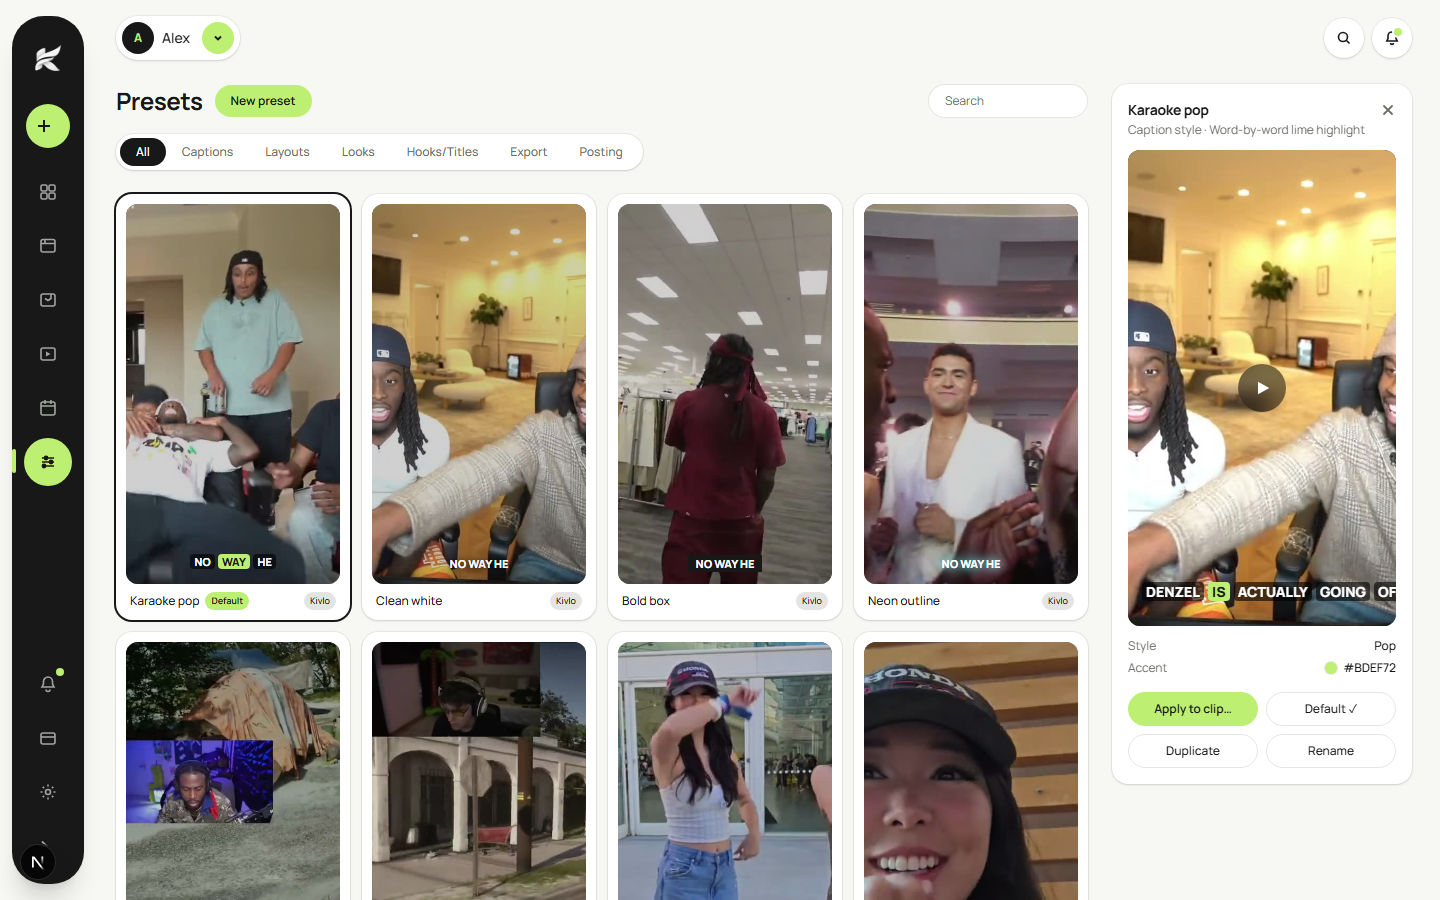 A Alex
Presets
New preset
Search
All
Captions
Layouts
Looks
Hooks/Titles
Export
Posting
NO WAY HE
Karaoke pop
Default
Kivlo
NO WAY HE
Clean white
Kivlo
NO WAY HE
Bold box
Kivlo
NO WAY HE
Neon outline
Kivlo
HONDA
HONDA
Karaoke pop
Caption style · Word-by-word lime highlight
DENZEL IS ACTUALLY GOING OF
Style
Pop
Accent
#BDEF72
Apply to clip...
Default ✓
Duplicate
Rename
N